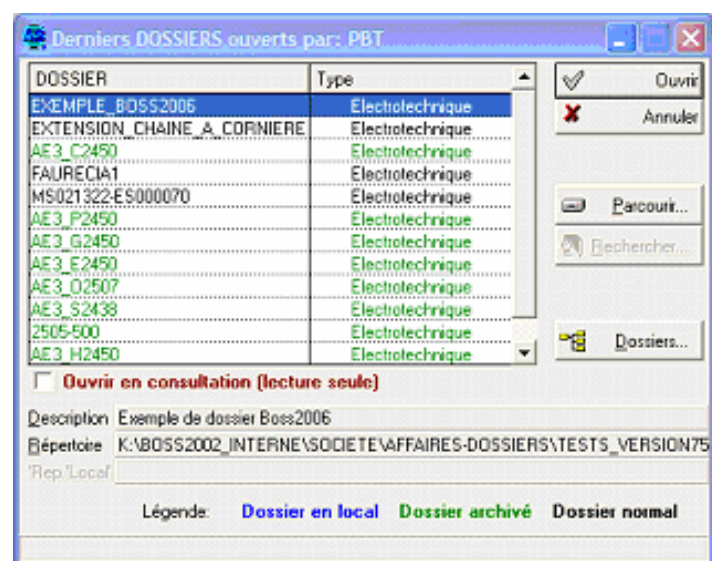 Derniers DOSSIERS ouverts par: PBT
DOSSIER Type
EXEMPLE_BOSS2006 Electrotechnique
EXTENSION_CHAINE_A_CORNIERE Electrotechnique
AE3_C2450 Electrotechnique
FAURECIA1 Electrotechnique
MS021322-ES000070 Electrotechnique
AE3_P2450 Electrotechnique
AE3_G2450 Electrotechnique
AE3_E2450 Electrotechnique
AE3_O2507 Electrotechnique
AE3_S2438 Electrotechnique
2505-500 Electrotechnique
AE3_H2450 Electrotechnique
Ouvrir
Annuler
Parcourir...
Rechercher...
Dossiers...
Ouvrir en consultation (lecture seule)
Description Exemple de dossier Boss2006
Répertoire K:\BOSS2002_INTERNE\SOCIETE\AFFAIRES-DOSSIERS\TESTS_VERSION75
'Rep.'Local
Légende: Dossier en local Dossier archivé Dossier normal